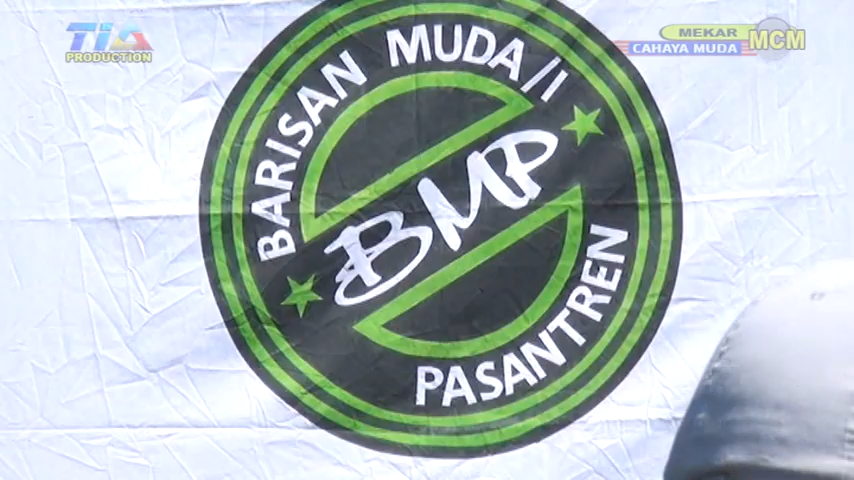 TIA
PRODUCTION
MEKAR
CAHAYA MUDA
MCM
BARISAN MUDA/I
BMP
PASANTREN